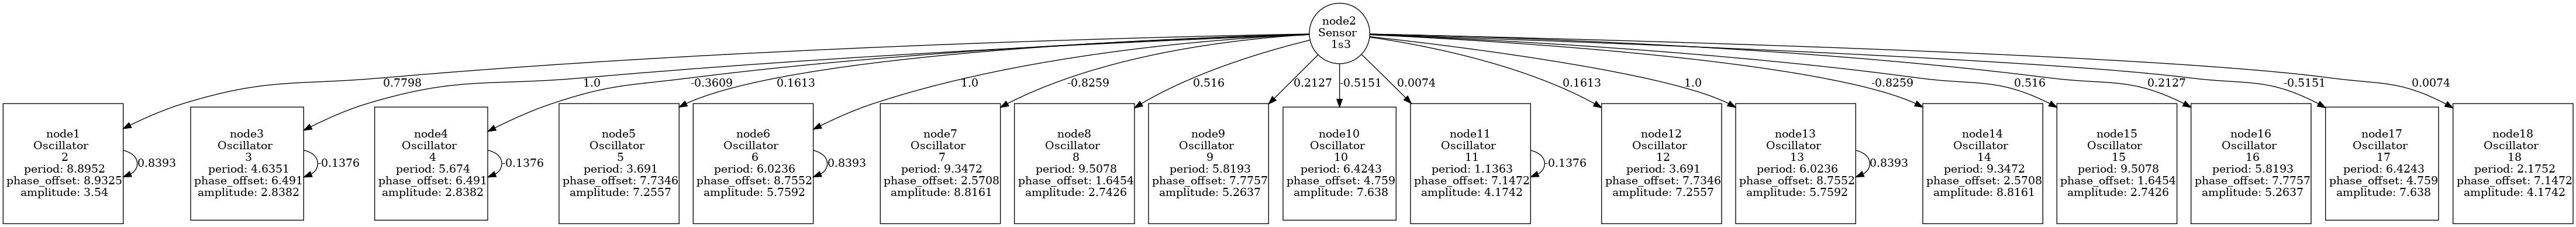 node2
Sensor
1s3
0.7798
1.0
-0.3609
0.1613
1.0
-0.8259
0.516
0.2127
-0.5151
0.0074
0.1613
1.0
-0.8259
0.516
0.2127
-0.5151
0.0074
node1
Oscillator
2
period: 8.8952
phase_offset: 8.9325
amplitude: 3.54
0.8393
node3
Oscillator
3
period: 4.6351
phase_offset: 6.491
amplitude: 2.8382
-0.1376
node4
Oscillator
4
period: 5.674
phase_offset: 6.491
amplitude: 2.8382
-0.1376
node5
Oscillator
5
period: 3.691
phase_offset: 7.7346
amplitude: 7.2557
node6
Oscillator
6
period: 6.0236
phase_offset: 8.7552
amplitude: 5.7592
0.8393
node7
Oscillator
7
period: 9.3472
phase_offset: 2.5708
amplitude: 8.8161
node8
Oscillator
8
period: 9.5078
phase_offset: 1.6454
amplitude: 2.7426
node9
Oscillator
9
period: 5.8193
phase_offset: 7.7757
amplitude: 5.2637
node10
Oscillator
10
period: 6.4243
phase_offset: 4.759
amplitude: 7.638
node11
Oscillator
11
period: 1.1363
phase_offset: 7.1472
amplitude: 4.1742
-0.1376
node12
Oscillator
12
period: 3.691
phase_offset: 7.7346
amplitude: 7.2557
node13
Oscillator
13
period: 6.0236
phase_offset: 8.7552
amplitude: 5.7592
0.8393
node14
Oscillator
14
period: 9.3472
phase_offset: 2.5708
amplitude: 8.8161
node15
Oscillator
15
period: 9.5078
phase_offset: 1.6454
amplitude: 2.7426
node16
Oscillator
16
period: 5.8193
phase_offset: 7.7757
amplitude: 5.2637
node17
Oscillator
17
period: 6.4243
phase_offset: 4.759
amplitude: 7.638
node18
Oscillator
18
period: 2.1752
phase_offset: 7.1472
amplitude: 4.1742